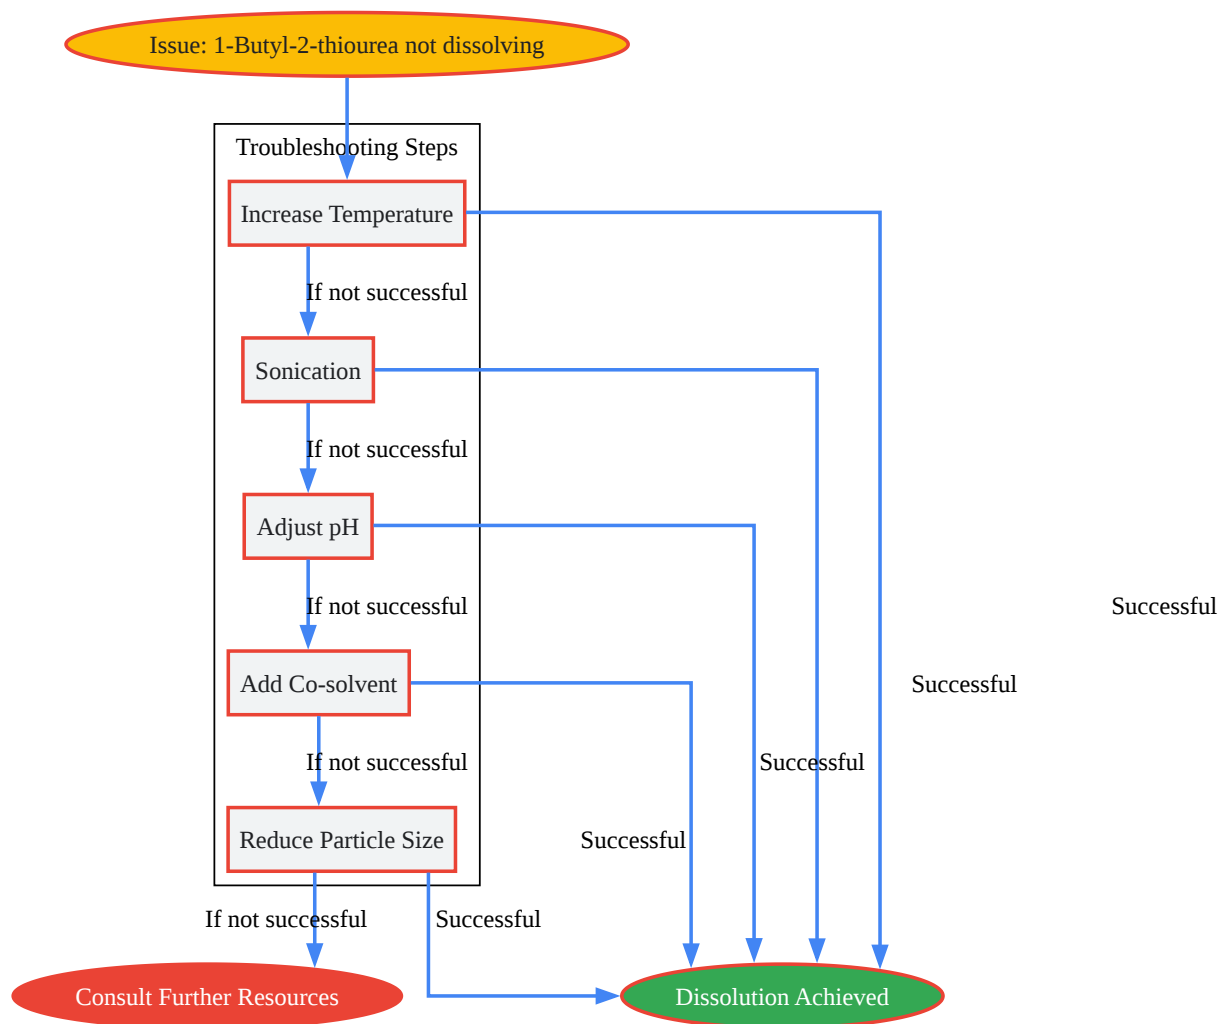 Issue: 1-Butyl-2-thiourea not dissolving
Troubleshooting Steps
Increase Temperature
If not successful
Sonication
If not successful
Adjust pH
If not successful
Successful
Add Co-solvent
Successful
If not successful
Successful
Reduce Particle Size
Successful
If not successful
Successful
Consult Further Resources
Dissolution Achieved